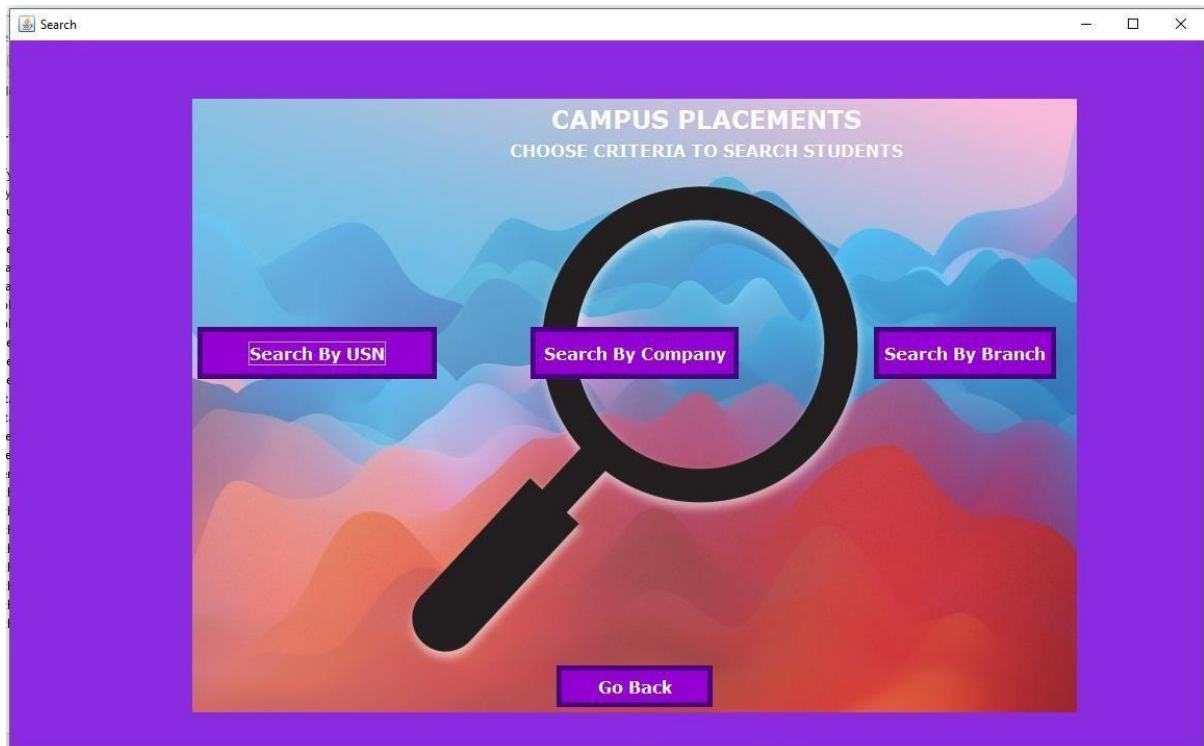 Search
CAMPUS PLACEMENTS
CHOOSE CRITERIA TO SEARCH STUDENTS
Search By USN
Search By Company
Search By Branch
Go Back